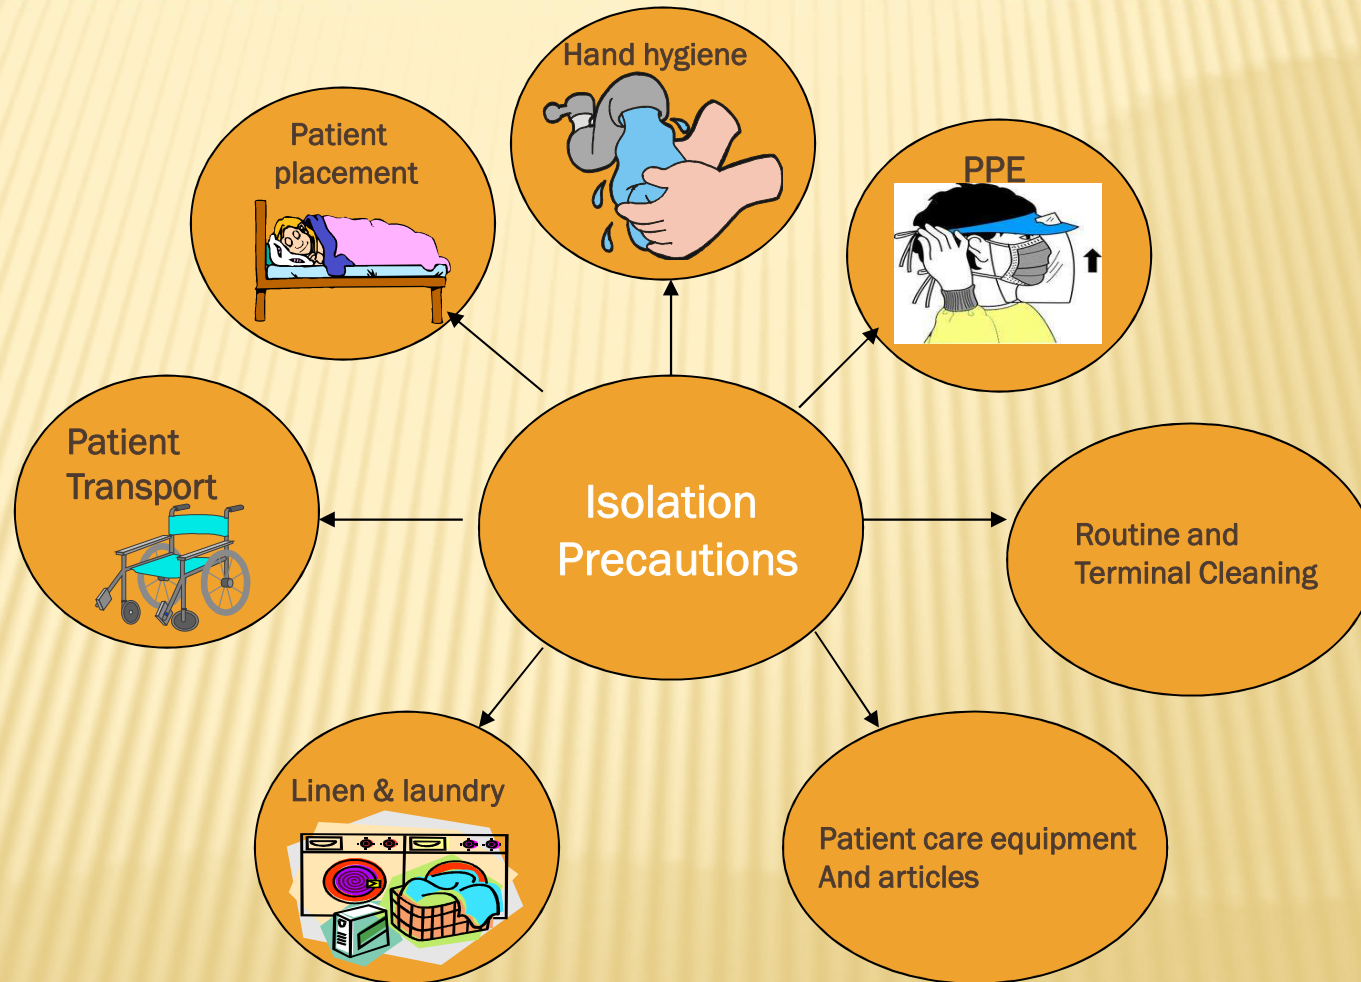 Hand hygiene
Patient
placement
PPE
Patient
Transport
Isolation
Precautions
Routine and
Terminal Cleaning
Linen & laundry
Patient care equipment
And articles